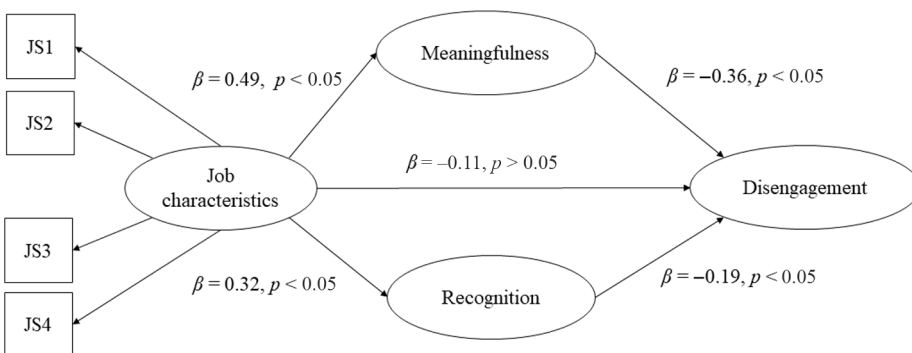 JS1
Meaningfulness
β = 0.49, p < 0.05
β = −0.36, p < 0.05
JS2
β = −0.11, p > 0.05
Job
characteristics
Disengagement
JS3
β = 0.32, p < 0.05
β = −0.19, p < 0.05
Recognition
JS4